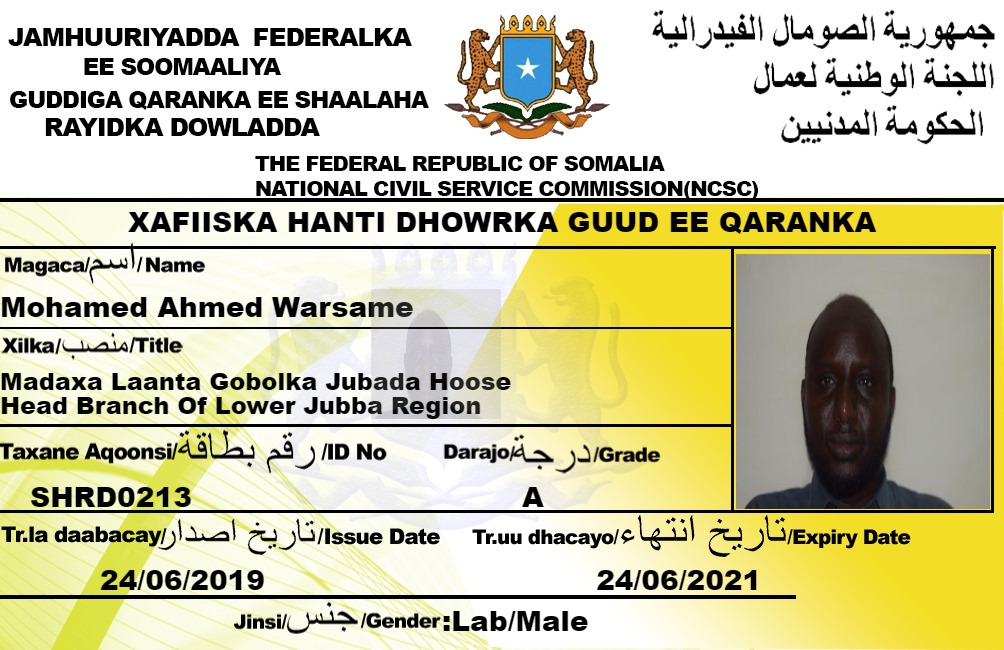 JAMHUURIYADDA FEDERALKA
EE SOOMAALIYA
GUDDIGA QARANKA EE SHAALAHA
RAYIDKA DOWLADDA
جمهورية الصومال الفيدرالية
اللجنة الوطنية لعمال
الحكومة المدنيين
THE FEDERAL REPUBLIC OF SOMALIA
NATIONAL CIVIL SERVICE COMMISSION(NCSC)
XAFIISKA HANTI DHOWRKA GUUD EE QARANKA
Magaca/اسم/Name
Mohamed Ahmed Warsame
Xilka/منصب/Title
Madaxa Laanta Gobolka Jubada Hoose
Head Branch Of Lower Jubba Region
Taxane Aqoonsi/رقم بطاقة/ID No
Darajo/درجة/Grade
SHRD0213
A
Tr.la daabacay/تاريخ اصدار/Issue Date
Tr.uu dhacayo/تاريخ انتهاء/Expiry Date
24/06/2019
24/06/2021
Jinsi/جنس/Gender:Lab/Male